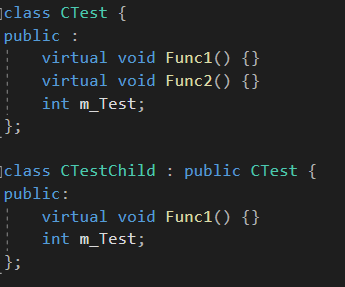 class CTest {
public :
    virtual void Func1() {}
    virtual void Func2() {}
    int m_Test;
};

class CTestChild : public CTest {
public:
    virtual void Func1() {}
    int m_Test;
};